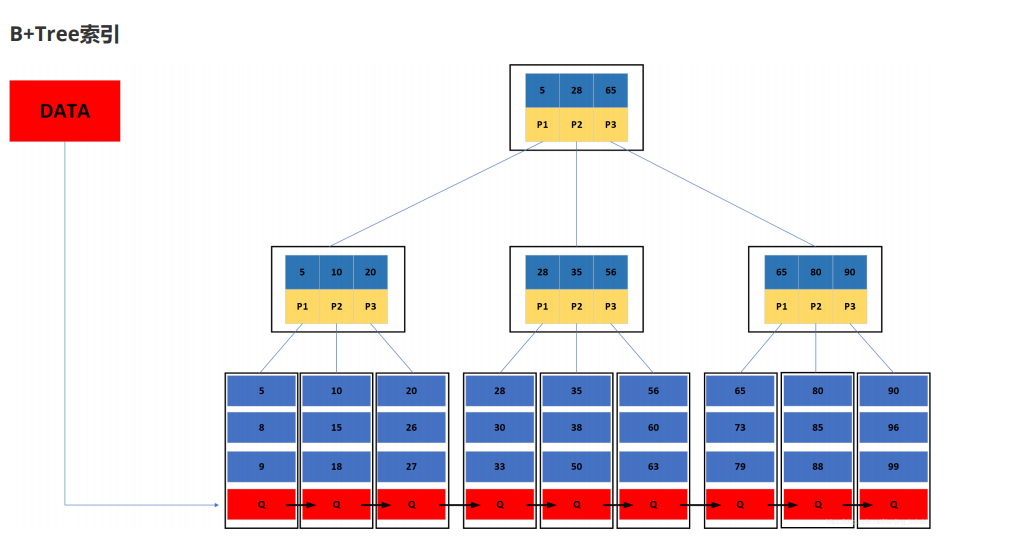 B+Tree索引
DATA
5 28 65
P1 P2 P3
5 10 20 28 35 56 65 80 90
P1 P2 P3 P1 P2 P3 P1 P2 P3
5 10 20 28 35 56 65 80 90
8 15 26 30 38 60 73 85 96
9 18 27 33 50 63 79 88 99
Q Q Q Q Q Q Q Q Q